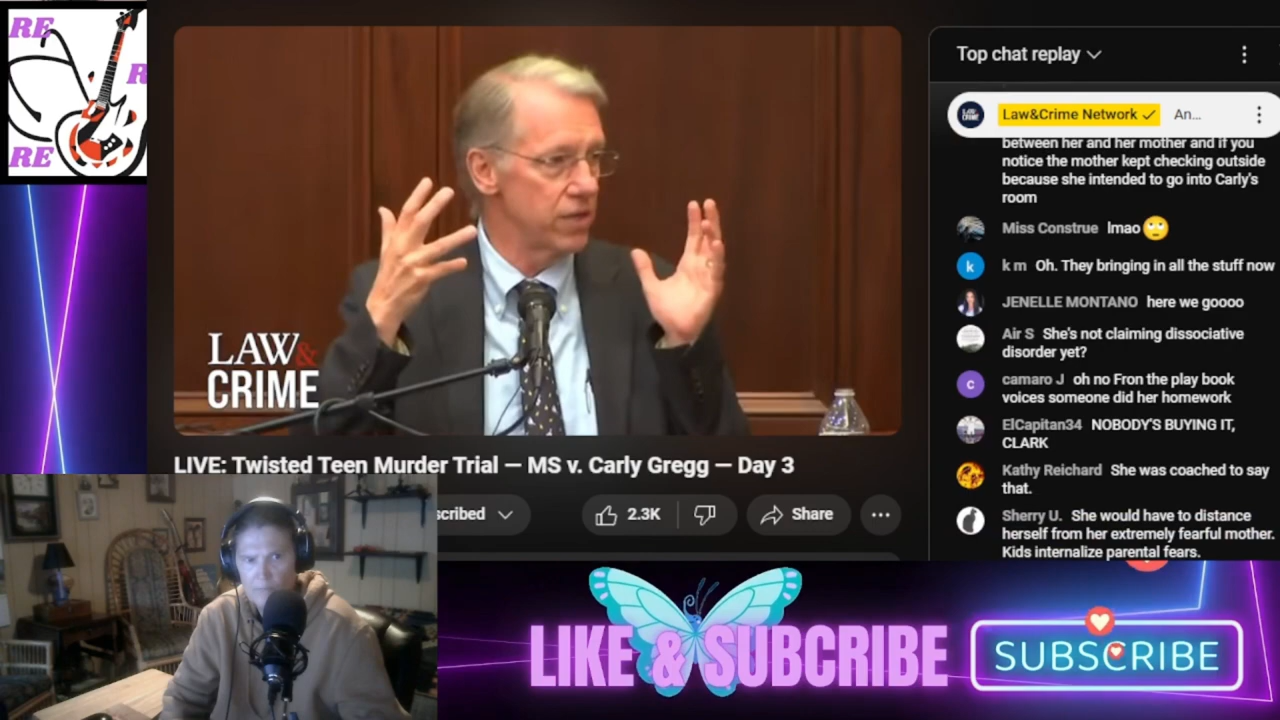 RE
R
RE
LAW&
CRIME
LIVE: Twisted Teen Murder Trial — MS v. Carly Gregg — Day 3
scribed
2.3K
Share
Top chat replay
Law&Crime Network An...
between her and her mother and if you
notice the mother kept checking outside
because she intended to go into Carly's
room
Miss Construe lmao🙄
k m Oh. They bringing in all the stuff now
JENELLE MONTANO here we goooo
Air S She's not claiming dissociative
disorder yet?
camaro J oh no Fron the play book
voices someone did her homework
ElCapitan34 NOBODY'S BUYING IT,
CLARK
Kathy Reichard She was coached to say
that.
Sherry U. She would have to distance
herself from her extremely fearful mother.
Kids internalize parental fears.
LIKE & SUBCRIBE
SUBSCRIBE